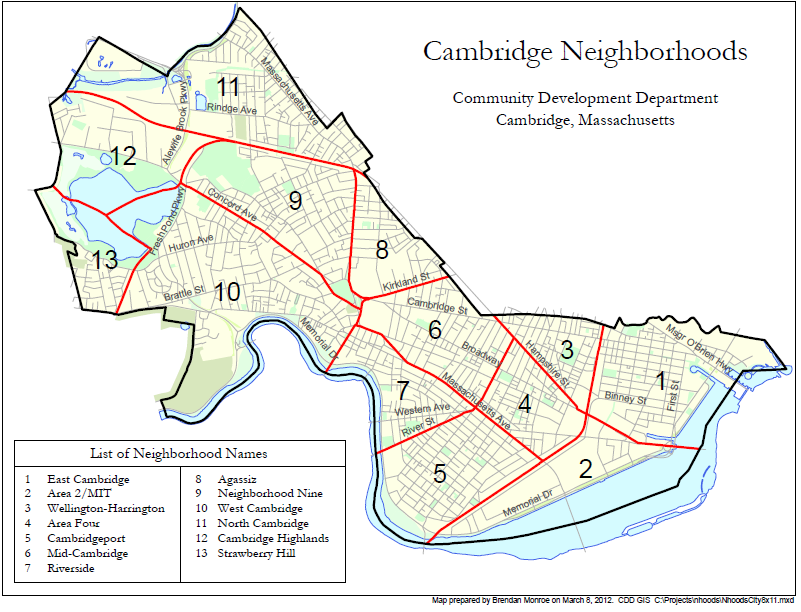 Cambridge Neighborhoods
Community Development Department
Cambridge, Massachusetts
11
Massachusetts Ave
Rindge Ave
Alewife Brook Pkwy
12
9
Concord Ave
Fresh Pond Pkwy
Huron Ave
8
13
Brattle St
10
Kirkland St
Cambridge St
6
Memorial Dr
Broadway
Hampshire St
3
Msgr O'Brien Hwy
1
First St
Binney St
7
Massachusetts Ave
4
Western Ave
River St
5
2
Memorial Dr
List of Neighborhood Names
1 East Cambridge
2 Area 2/MIT
3 Wellington-Harrington
4 Area Four
5 Cambridgeport
6 Mid-Cambridge
7 Riverside
8 Agassiz
9 Neighborhood Nine
10 West Cambridge
11 North Cambridge
12 Cambridge Highlands
13 Strawberry Hill
Map prepared by Brendan Monroe on March 8, 2012. CDD GIS C:\Projects\nhoods\NhoodsCity8x11.mxd